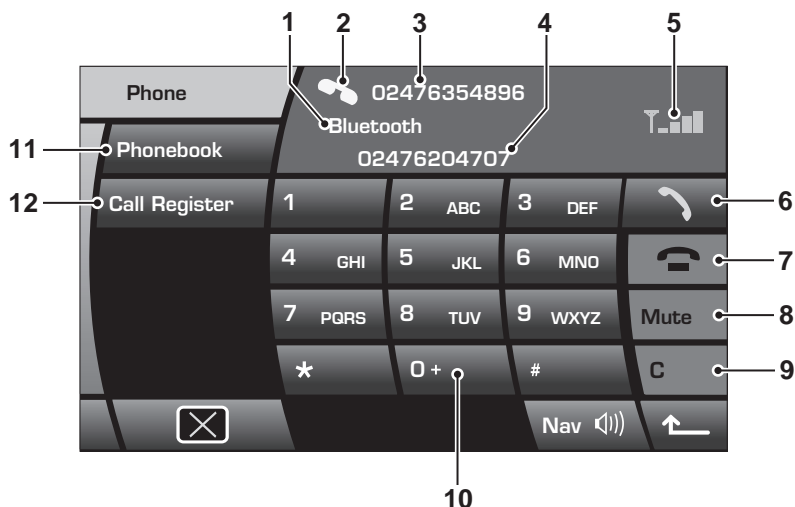 1 2 3 4 5
Phone
02476354896
Bluetooth
02476204707
11 Phonebook
12 Call Register
1 2 ABC 3 DEF 6
4 GHI 5 JKL 6 MNO 7
7 PQRS 8 TUV 9 WXYZ Mute 8
* 0 + # C 9
Nav
10